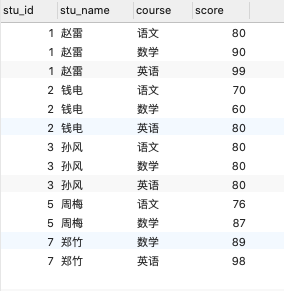 stu_id stu_name course score
1 赵雷 语文 80
1 赵雷 数学 90
1 赵雷 英语 99
2 钱电 语文 70
2 钱电 数学 60
2 钱电 英语 80
3 孙风 语文 80
3 孙风 数学 80
3 孙风 英语 80
5 周梅 语文 76
5 周梅 数学 87
7 郑竹 数学 89
7 郑竹 英语 98